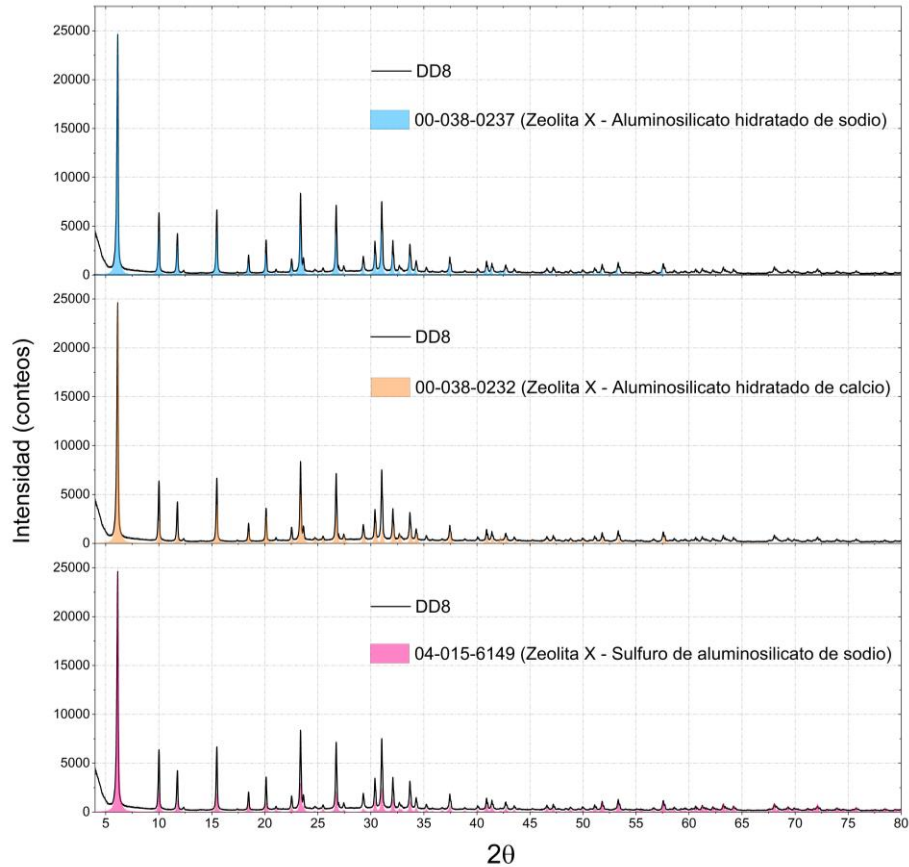 25000
20000
15000
10000
5000
0
DD8
00-038-0237 (Zeolita X - Aluminosilicato hidratado de sodio)
25000
20000
15000
10000
5000
0
DD8
00-038-0232 (Zeolita X - Aluminosilicato hidratado de calcio)
Intensidad (conteos)
25000
20000
15000
10000
5000
0
DD8
04-015-6149 (Zeolita X - Sulfuro de aluminosilicato de sodio)
5 10 15 20 25 30 35 40 45 50 55 60 65 70 75 80
2θ